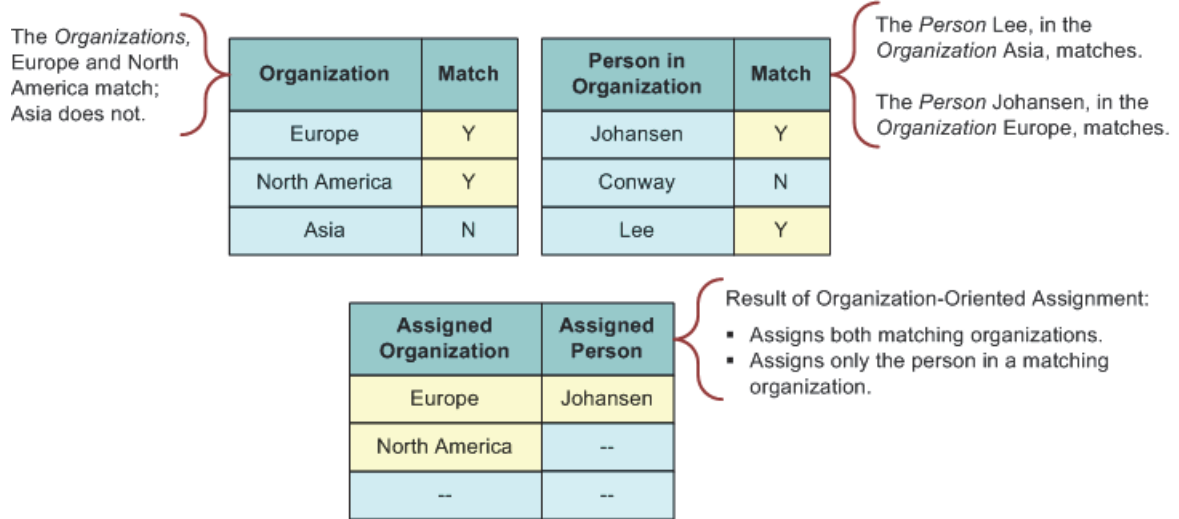 The Organizations,
Europe and North
America match;
Asia does not.
Organization Match
Europe Y
North America Y
Asia N
Person in
Organization
Match
Johansen Y
Conway N
Lee Y
The Person Lee, in the
Organization Asia, matches.
The Person Johansen, in the
Organization Europe, matches.
Assigned
Organization
Assigned
Person
Europe Johansen
North America --
-- --
Result of Organization-Oriented Assignment:
▪ Assigns both matching organizations.
▪ Assigns only the person in a matching
organization.